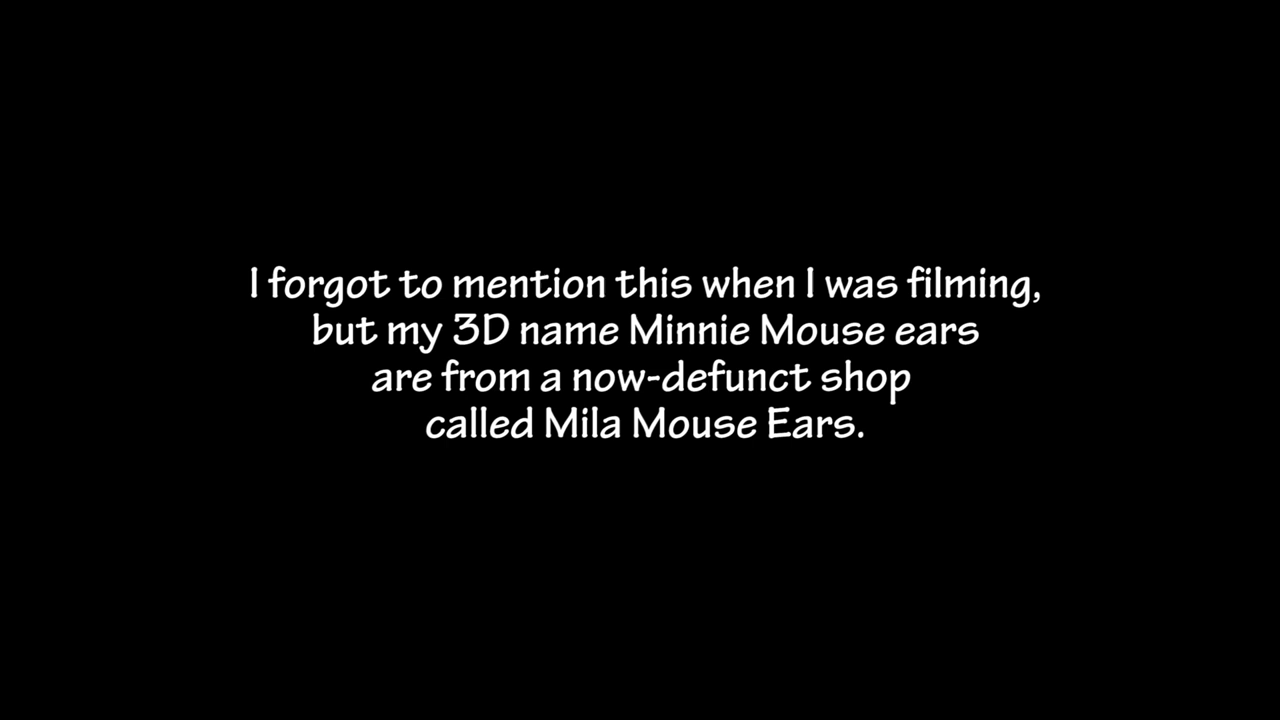 I forgot to mention this when I was filming,
but my 3D name Minnie Mouse ears
are from a now-defunct shop
called Mila Mouse Ears.